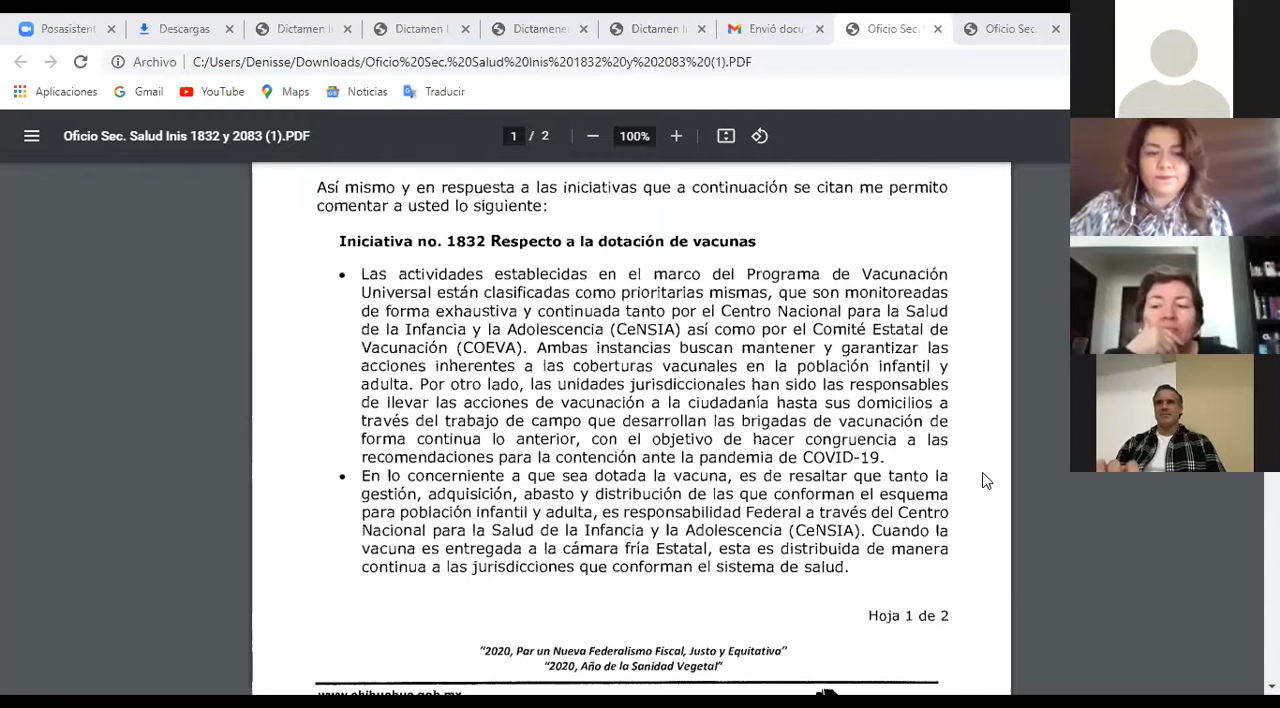 Posasistent
Descargas
Dictamen I
Dictamen I
Dictamene
Dictamen I
Envió docu
Oficio Sec.
Oficio Sec.
Archivo
C:/Users/Denisse/Downloads/Oficio%20Sec.%20Salud%20Inis%201832%20y%202083%20(1).PDF
Aplicaciones
Gmail
YouTube
Maps
Noticias
Traducir
Oficio Sec. Salud Inis 1832 y 2083 (1).PDF
1 / 2
100%
Así mismo y en respuesta a las iniciativas que a continuación se citan me permito
comentar a usted lo siguiente:
Iniciativa no. 1832 Respecto a la dotación de vacunas
• Las actividades establecidas en el marco del Programa de Vacunación
Universal están clasificadas como prioritarias mismas, que son monitoreadas
de forma exhaustiva y continuada tanto por el Centro Nacional para la Salud
de la Infancia y la Adolescencia (CeNSIA) así como por el Comité Estatal de
Vacunación (COEVA). Ambas instancias buscan mantener y garantizar las
acciones inherentes a las coberturas vacunales en la población infantil y
adulta. Por otro lado, las unidades jurisdiccionales han sido las responsables
de llevar las acciones de vacunación a la ciudadanía hasta sus domicilios a
través del trabajo de campo que desarrollan las brigadas de vacunación de
forma continua lo anterior, con el objetivo de hacer congruencia a las
recomendaciones para la contención ante la pandemia de COVID-19.
• En lo concerniente a que sea dotada la vacuna, es de resaltar que tanto la
gestión, adquisición, abasto y distribución de las que conforman el esquema
para población infantil y adulta, es responsabilidad Federal a través del Centro
Nacional para la Salud de la Infancia y la Adolescencia (CeNSIA). Cuando la
vacuna es entregada a la cámara fría Estatal, esta es distribuida de manera
continua a las jurisdicciones que conforman el sistema de salud.
Hoja 1 de 2
"2020, Par un Nueva Federalismo Fiscal, Justo y Equitativa"
"2020, Año de la Sanidad Vegetal"
www.chihuahua.gob.mx